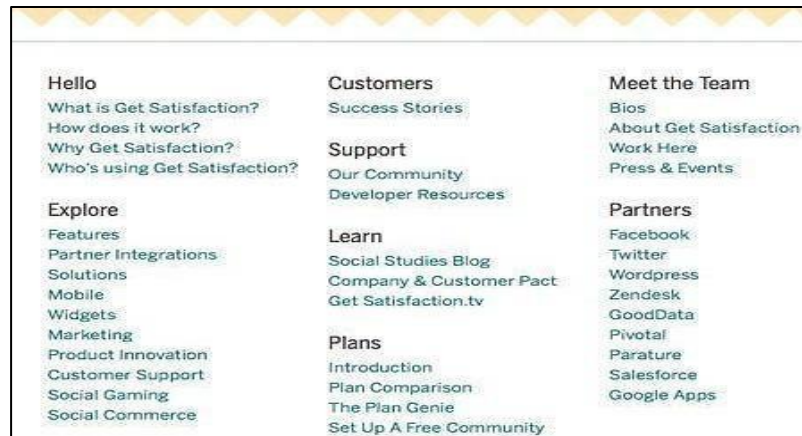 Hello
What is Get Satisfaction?
How does it work?
Why Get Satisfaction?
Who's using Get Satisfaction?
Explore
Features
Partner Integrations
Solutions
Mobile
Widgets
Marketing
Product Innovation
Customer Support
Social Gaming
Social Commerce
Customers
Success Stories
Support
Our Community
Developer Resources
Learn
Social Studies Blog
Company & Customer Pact
Get Satisfaction.tv
Plans
Introduction
Plan Comparison
The Plan Genie
Set Up A Free Community
Meet the Team
Bios
About Get Satisfaction
Work Here
Press & Events
Partners
Facebook
Twitter
Wordpress
Zendesk
GoodData
Pivotal
Parature
Salesforce
Google Apps